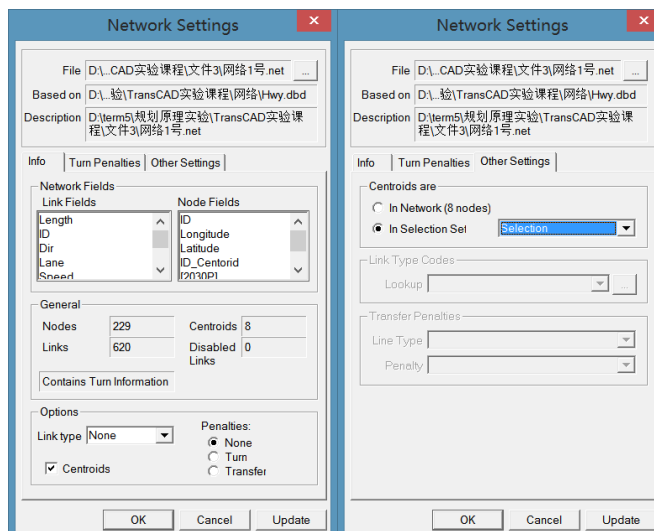 Network Settings
File D:\...CAD实验课程\文件3\网络1号.net ...
Based on D:\...验\TransCAD实验课程\网络\Hwy.dbd
Description D:\term5\规划原理实验\TransCAD实验课
程\文件3\网络1号.net
Info Turn Penalties Other Settings
Network Fields
Link Fields Node Fields
Length ID
ID Longitude
Dir Latitude
Lane ID_Centorid
Speed [2030P]
General
Nodes 229 Centroids 8
Links 620 Disabled 0
Links
Contains Turn Information
Options
Link type None Penalties:
None
Turn
Centroids Transfer
OK Cancel Update
Network Settings
File D:\...CAD实验课程\文件3\网络1号.net ...
Based on D:\...验\TransCAD实验课程\网络\Hwy.dbd
Description D:\term5\规划原理实验\TransCAD实验课
程\文件3\网络1号.net
Info Turn Penalties Other Settings
Centroids are
In Network (8 nodes)
In Selection Set Selection
Link Type Codes
Lookup ...
Transfer Penalties
Line Type
Penalty
OK Cancel Update